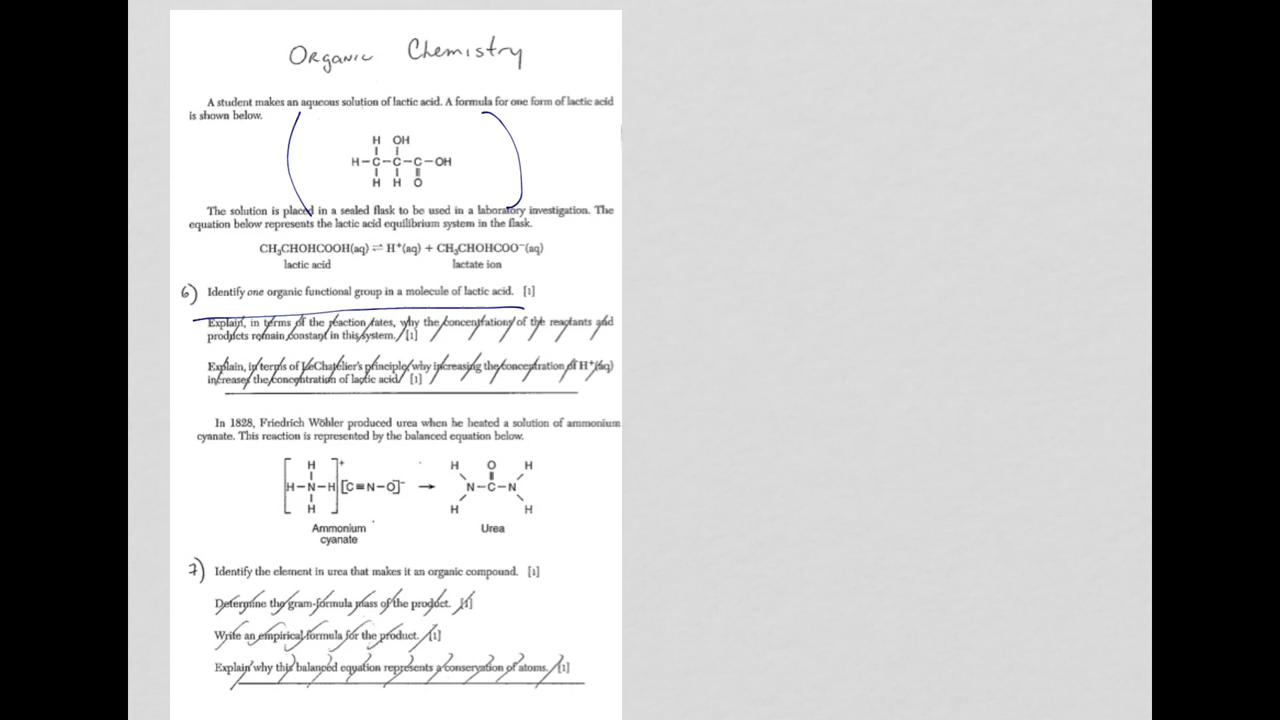 Organic Chemistry
A student makes an aqueous solution of lactic acid. A formula for one form of lactic acid
is shown below.
H OH
H–C–C–C–OH
H H O
The solution is placed in a sealed flask to be used in a laboratory investigation. The
equation below represents the lactic acid equilibrium system in the flask.
CH₃CHOHCOOH(aq) ⇌ H⁺(aq) + CH₃CHOHCOO⁻(aq)
lactic acid lactate ion
6) Identify one organic functional group in a molecule of lactic acid. [1]
Explain, in terms of the reaction rates, why the concentrations of the reactants and
products remain constant in this system. [1]
Explain, in terms of LeChatelier's principle, why increasing the concentration of H⁺(aq)
increases the concentration of lactic acid. [1]
In 1828, Friedrich Wöhler produced urea when he heated a solution of ammonium
cyanate. This reaction is represented by the balanced equation below.
H + H O H
[H–N–H] [C≡N–O]⁻ → N–C–N
H H H
Ammonium Urea
cyanate
7) Identify the element in urea that makes it an organic compound. [1]
Determine the gram-formula mass of the product. [1]
Write an empirical formula for the product. [1]
Explain why this balanced equation represents a conservation of atoms. [1]